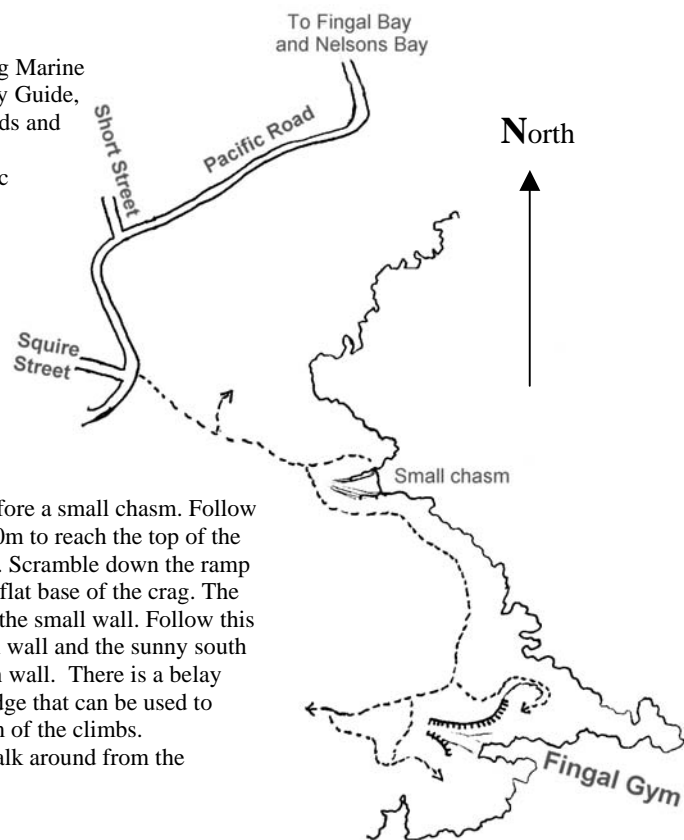 To Fingal Bay
and Nelsons Bay
g Marine
y Guide,
ds and
c
Short Street
Pacific Road
North
Squire
Street
Small chasm
fore a small chasm. Follow
0m to reach the top of the
. Scramble down the ramp
flat base of the crag. The
the small wall. Follow this
wall and the sunny south
wall. There is a belay
dge that can be used to
of the climbs.
alk around from the
Fingal Gym